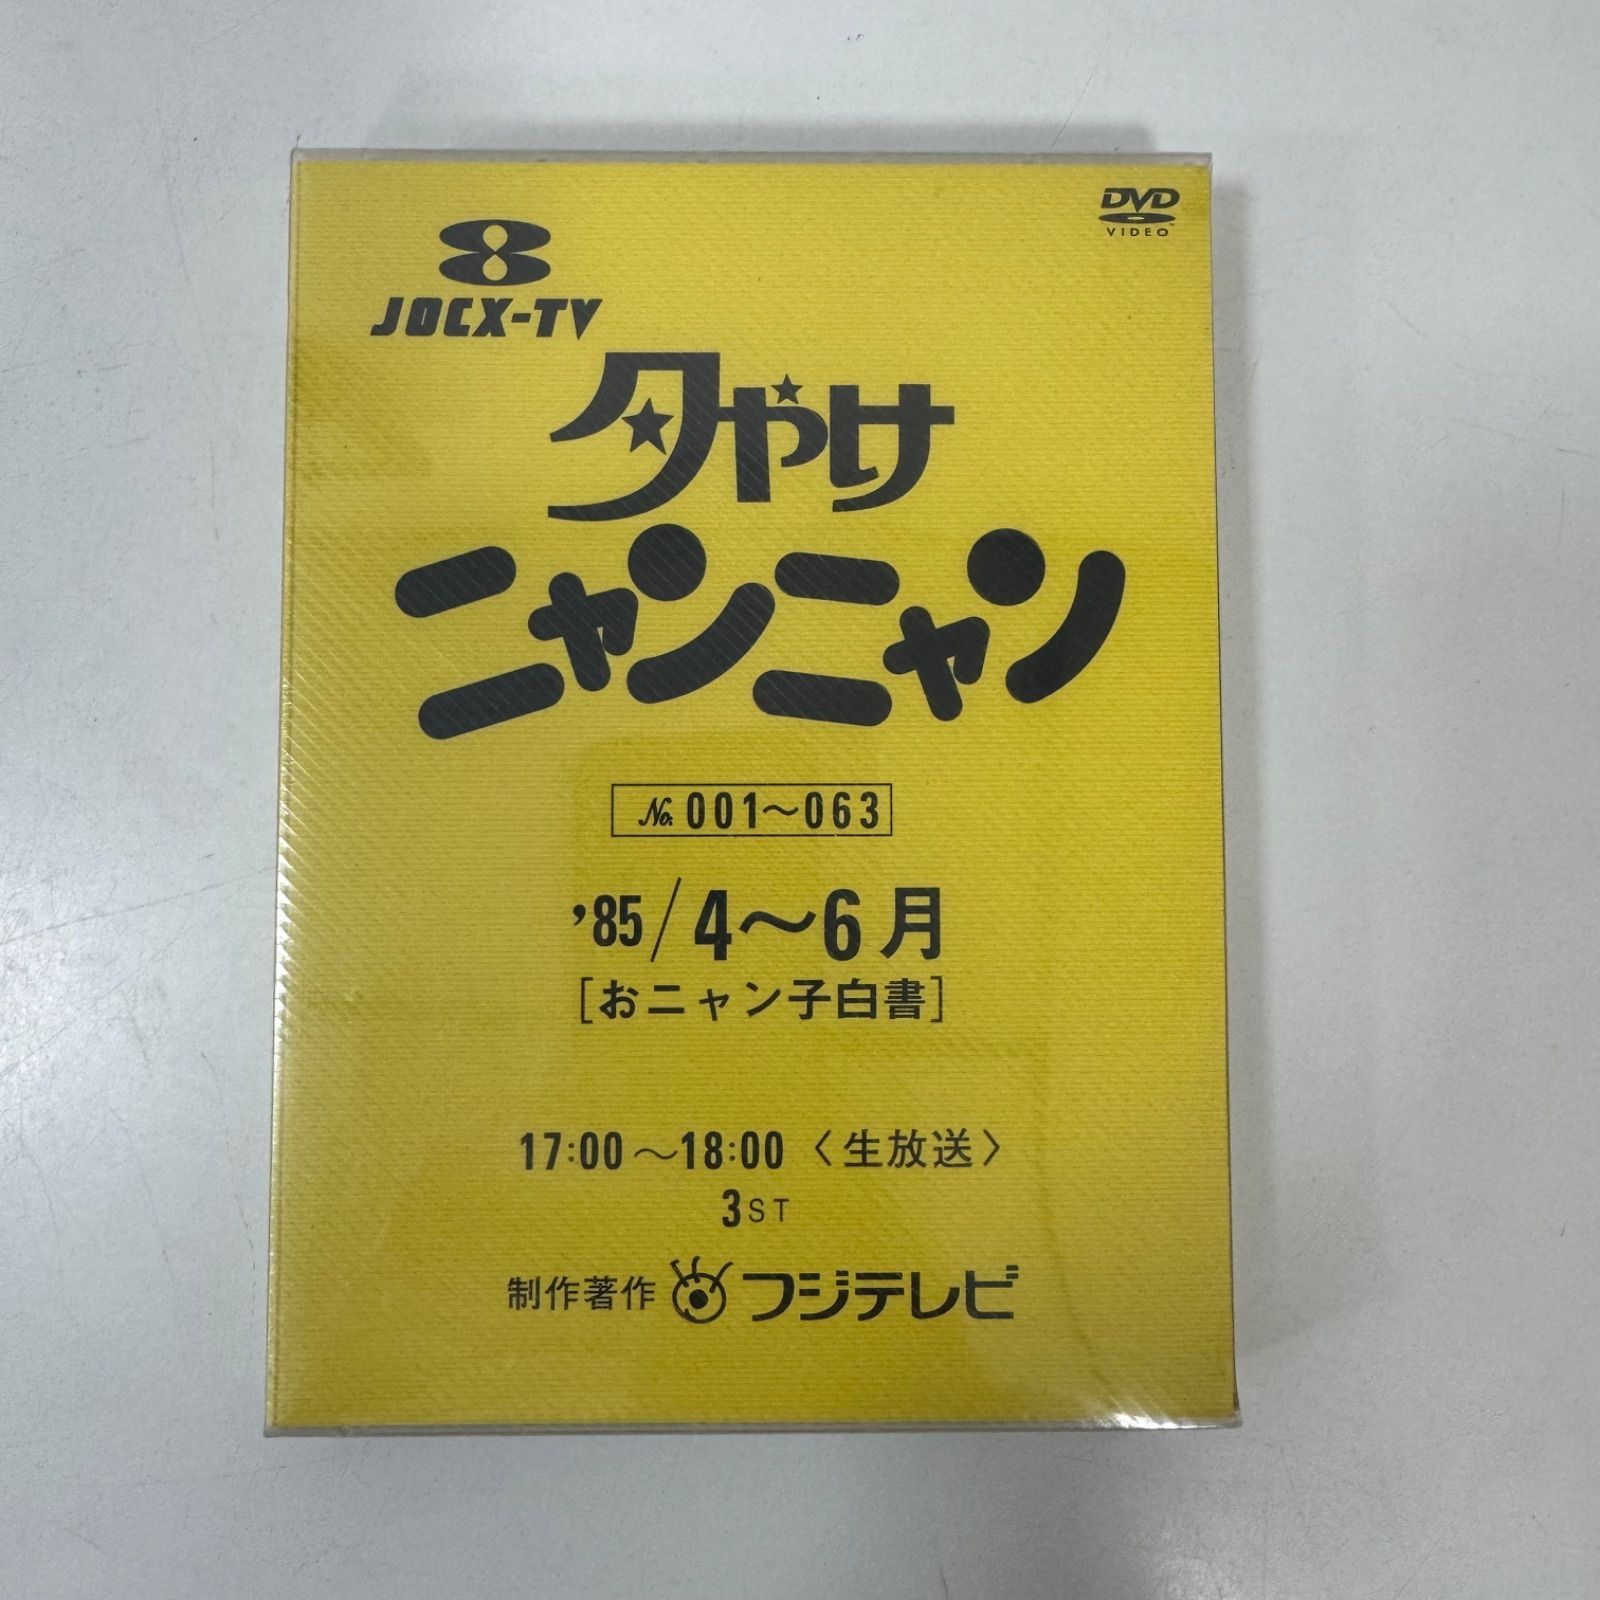 DVD
VIDEO
8
JOCX-TV
夕やけ
ニャンニャン
№ 001〜063
'85/4〜6月
[おニャン子白書]
17:00〜18:00〈生放送〉
3ST
制作著作 フジテレビ